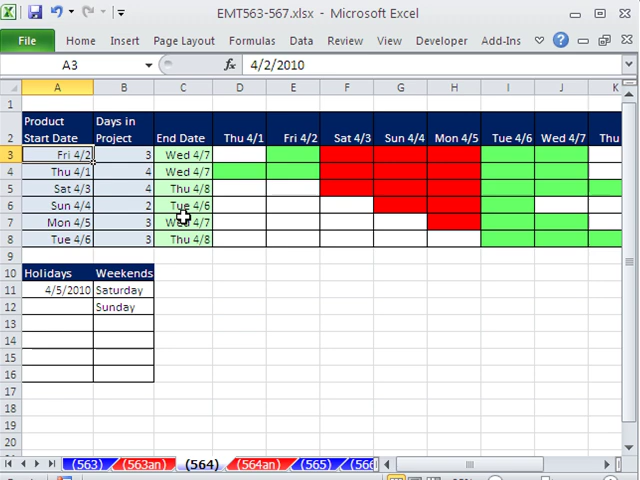 EMT563-567.xlsx - Microsoft Excel
File Home Insert Page Layout Formulas Data Review View Developer Add-Ins
A3 fx 4/2/2010
A B C D E F G H I J K
1
Product Days in
2 Start Date Project End Date Thu 4/1 Fri 4/2 Sat 4/3 Sun 4/4 Mon 4/5 Tue 4/6 Wed 4/7 Thu
3 Fri 4/2 3 Wed 4/7
4 Thu 4/1 4 Wed 4/7
5 Sat 4/3 4 Thu 4/8
6 Sun 4/4 2 Tue 4/6
7 Mon 4/5 3 Wed 4/7
8 Tue 4/6 3 Thu 4/8
9
10 Holidays Weekends
11 4/5/2010 Saturday
12 Sunday
13
14
15
16
17
18
19
20
(563) (563an) (564) (564an) (565) (566